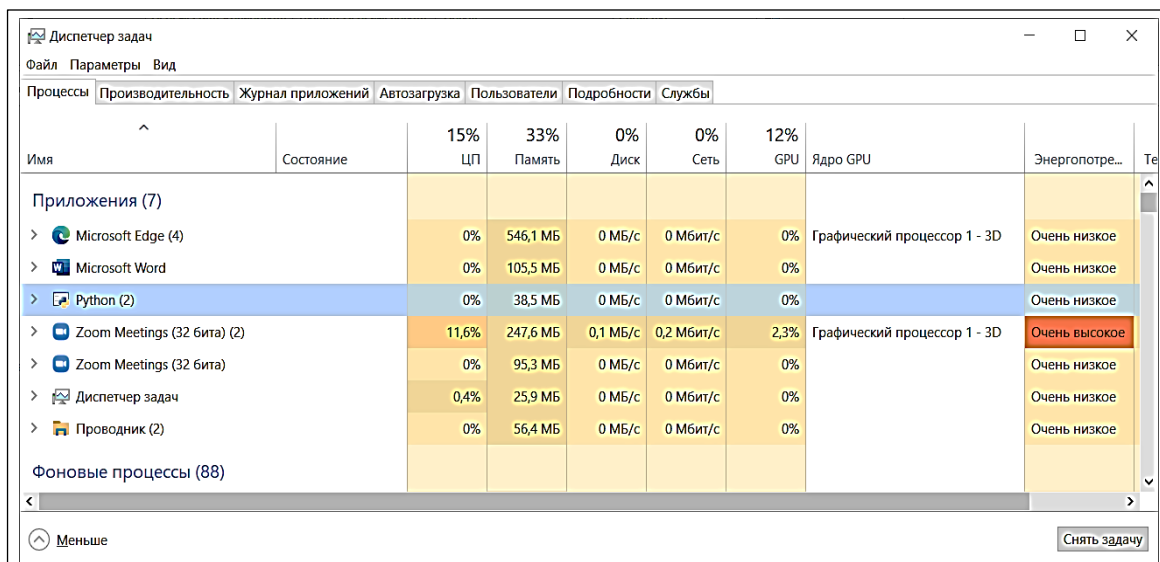 Диспетчер задач
Файл Параметры Вид
Процессы Производительность Журнал приложений Автозагрузка Пользователи Подробности Службы
15% 33% 0% 0% 12%
Имя Состояние ЦП Память Диск Сеть GPU Ядро GPU Энергопотре... Те
Приложения (7)
Microsoft Edge (4) 0% 546,1 МБ 0 МБ/с 0 Мбит/с 0% Графический процессор 1 - 3D Очень низкое
Microsoft Word 0% 105,5 МБ 0 МБ/с 0 Мбит/с 0% Очень низкое
Python (2) 0% 38,5 МБ 0 МБ/с 0 Мбит/с 0% Очень низкое
Zoom Meetings (32 бита) (2) 11,6% 247,6 МБ 0,1 МБ/с 0,2 Мбит/с 2,3% Графический процессор 1 - 3D Очень высокое
Zoom Meetings (32 бита) 0% 95,3 МБ 0 МБ/с 0 Мбит/с 0% Очень низкое
Диспетчер задач 0,4% 25,9 МБ 0 МБ/с 0 Мбит/с 0% Очень низкое
Проводник (2) 0% 56,4 МБ 0 МБ/с 0 Мбит/с 0% Очень низкое
Фоновые процессы (88)
Меньше Снять задачу